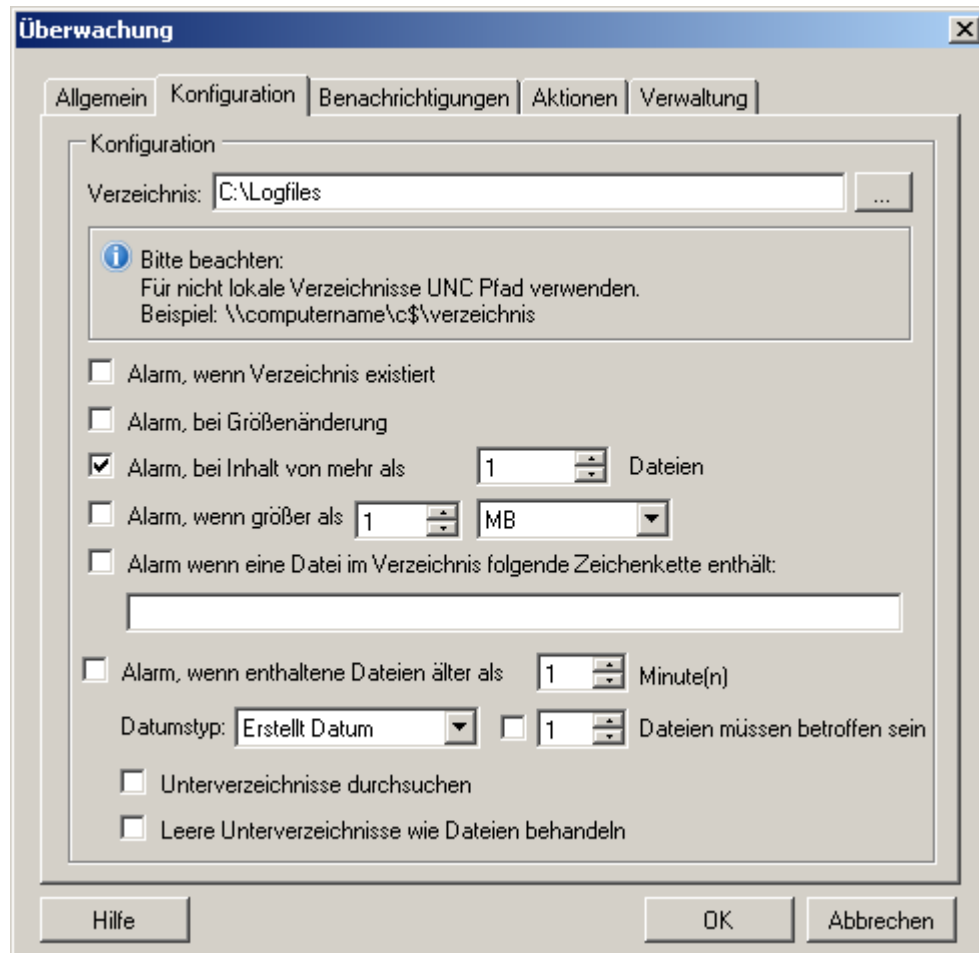 Überwachung
Allgemein Konfiguration Benachrichtigungen Aktionen Verwaltung
Konfiguration
Verzeichnis: C:\Logfiles ...
Bitte beachten:
Für nicht lokale Verzeichnisse UNC Pfad verwenden.
Beispiel: \\computername\c$\verzeichnis
Alarm, wenn Verzeichnis existiert
Alarm, bei Größenänderung
Alarm, bei Inhalt von mehr als 1 Dateien
Alarm, wenn größer als 1 MB
Alarm wenn eine Datei im Verzeichnis folgende Zeichenkette enthält:
Alarm, wenn enthaltene Dateien älter als 1 Minute(n)
Datumstyp: Erstellt Datum 1 Dateien müssen betroffen sein
Unterverzeichnisse durchsuchen
Leere Unterverzeichnisse wie Dateien behandeln
Hilfe OK Abbrechen